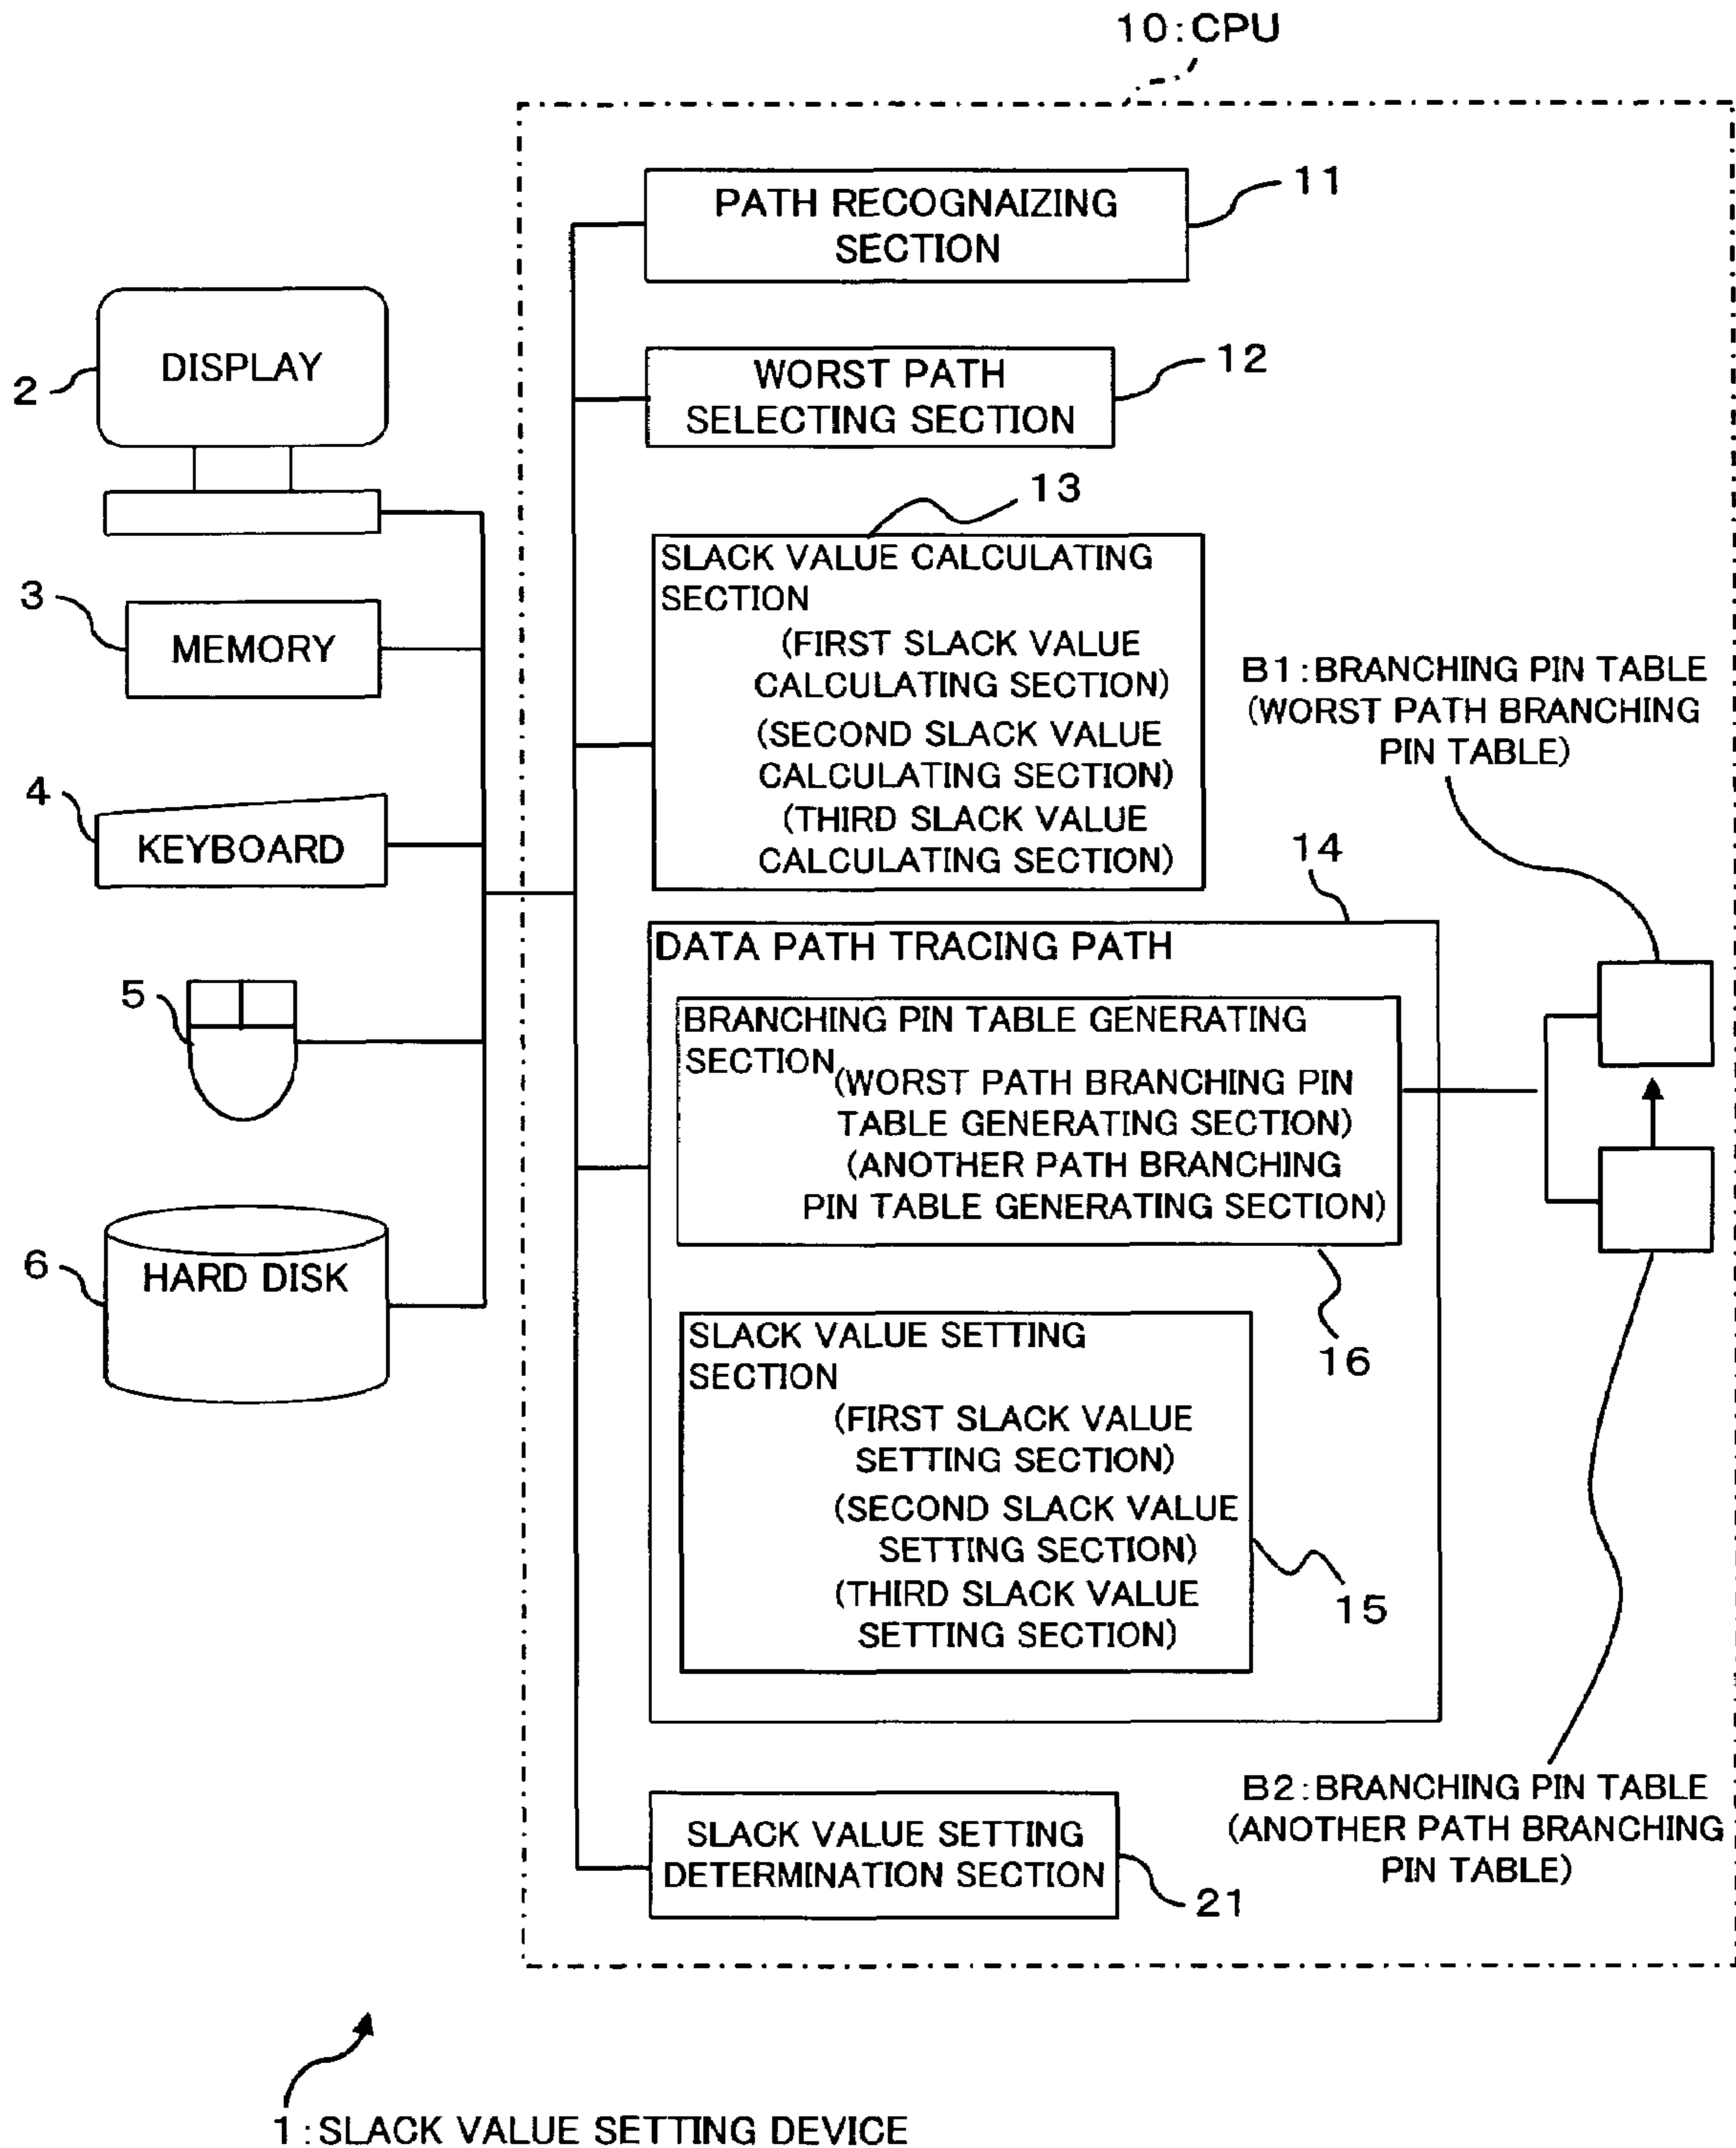 10:CPU
PATH RECOGNAIZING
SECTION
11
WORST PATH
SELECTING SECTION
12
2
DISPLAY
13
SLACK VALUE CALCULATING
SECTION
(FIRST SLACK VALUE
CALCULATING SECTION)
(SECOND SLACK VALUE
CALCULATING SECTION)
(THIRD SLACK VALUE
CALCULATING SECTION)
3
MEMORY
B1:BRANCHING PIN TABLE
(WORST PATH BRANCHING
PIN TABLE)
4
KEYBOARD
14
DATA PATH TRACING PATH
BRANCHING PIN TABLE GENERATING
SECTION
(WORST PATH BRANCHING PIN
TABLE GENERATING SECTION)
(ANOTHER PATH BRANCHING
PIN TABLE GENERATING SECTION)
16
5
6
HARD DISK
SLACK VALUE SETTING
SECTION
(FIRST SLACK VALUE
SETTING SECTION)
(SECOND SLACK VALUE
SETTING SECTION)
(THIRD SLACK VALUE
SETTING SECTION)
15
B2:BRANCHING PIN TABLE
(ANOTHER PATH BRANCHING
PIN TABLE)
SLACK VALUE SETTING
DETERMINATION SECTION
21
1:SLACK VALUE SETTING DEVICE